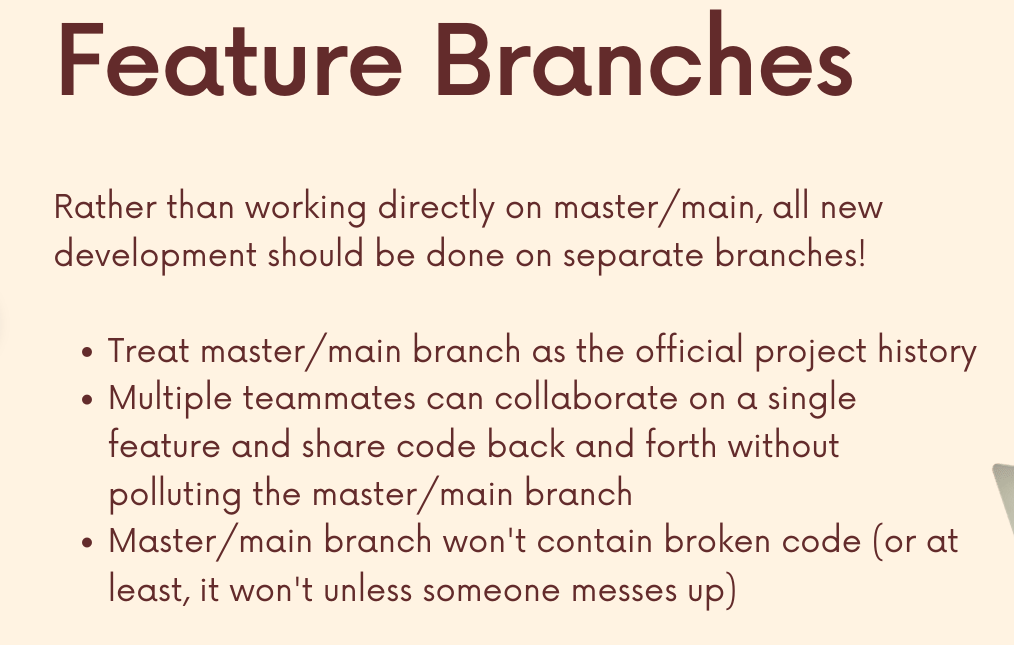 Feature Branches
Rather than working directly on master/main, all new
development should be done on separate branches!
• Treat master/main branch as the official project history
• Multiple teammates can collaborate on a single
feature and share code back and forth without
polluting the master/main branch
• Master/main branch won't contain broken code (or at
least, it won't unless someone messes up)